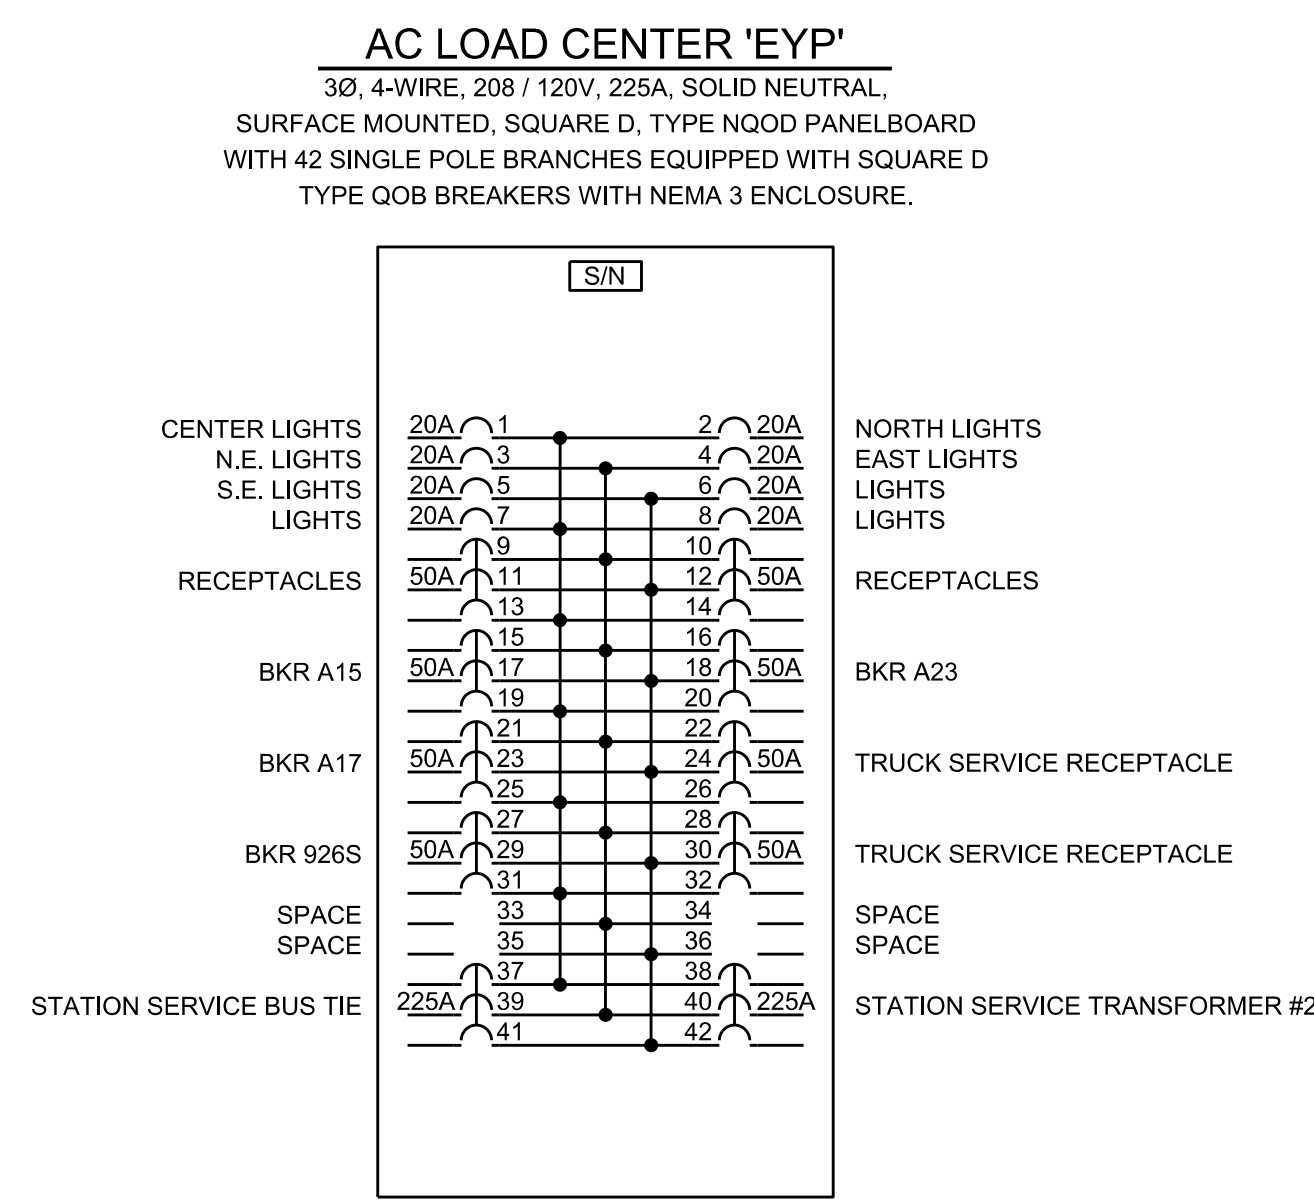 AC LOAD CENTER 'EYP'
3Ø, 4-WIRE, 208 / 120V, 225A, SOLID NEUTRAL,
SURFACE MOUNTED, SQUARE D, TYPE NQOD PANELBOARD
WITH 42 SINGLE POLE BRANCHES EQUIPPED WITH SQUARE D
TYPE QOB BREAKERS WITH NEMA 3 ENCLOSURE.
S/N
CENTER LIGHTS 20A 1 2 20A NORTH LIGHTS
N.E. LIGHTS 20A 3 4 20A EAST LIGHTS
S.E. LIGHTS 20A 5 6 20A LIGHTS
LIGHTS 20A 7 8 20A LIGHTS
9 10
RECEPTACLES 50A 11 12 50A RECEPTACLES
13 14
15 16
BKR A15 50A 17 18 50A BKR A23
19 20
21 22
BKR A17 50A 23 24 50A TRUCK SERVICE RECEPTACLE
25 26
27 28
BKR 926S 50A 29 30 50A TRUCK SERVICE RECEPTACLE
31 32
SPACE 33 34 SPACE
SPACE 35 36 SPACE
37 38
STATION SERVICE BUS TIE 225A 39 40 225A STATION SERVICE TRANSFORMER #2
41 42